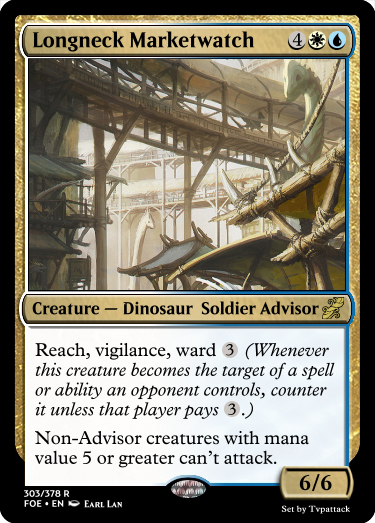 Longneck Marketwatch 4
Creature — Dinosaur Soldier Advisor
Reach, vigilance, ward 3 (Whenever
this creature becomes the target of a spell
or ability an opponent controls, counter
it unless that player pays 3.)
Non-Advisor creatures with mana
value 5 or greater can't attack.
6/6
303/378 R
FOE • EN Earl Lan
Set by Tvpattack